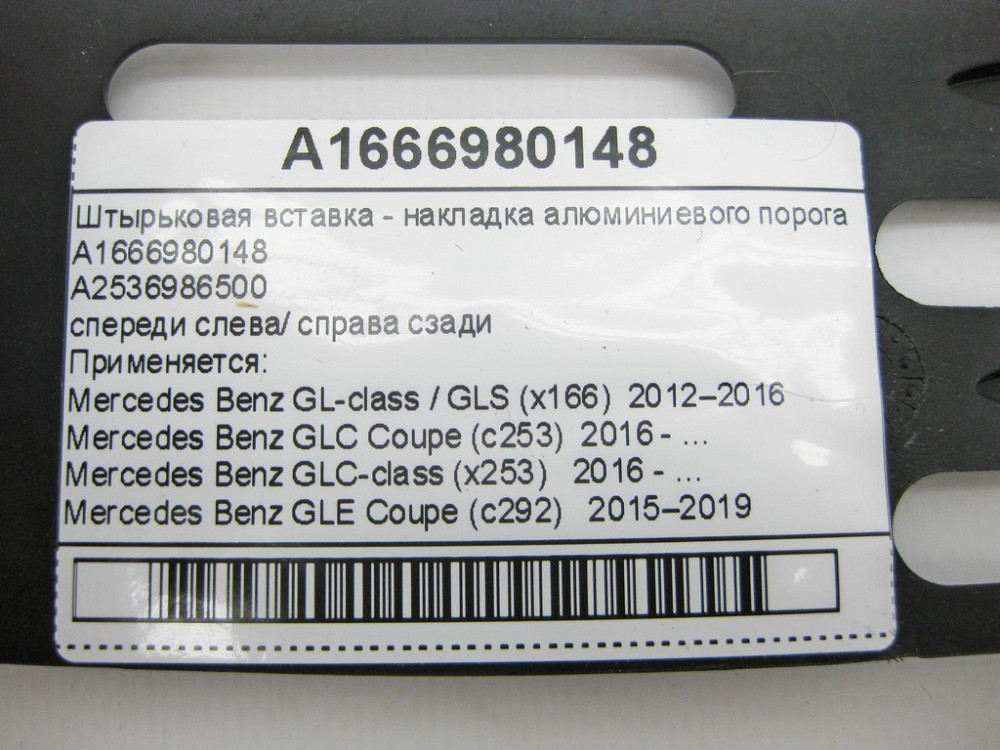 A1666980148
Штырьковая вставка - накладка алюминиевого порога
A1666980148
A2536986500
спереди слева/ справа сзади
Применяется:
Mercedes Benz GL-class / GLS (x166) 2012–2016
Mercedes Benz GLC Coupe (c253) 2016 - ...
Mercedes Benz GLC-class (x253) 2016 - ...
Mercedes Benz GLE Coupe (c292) 2015–2019